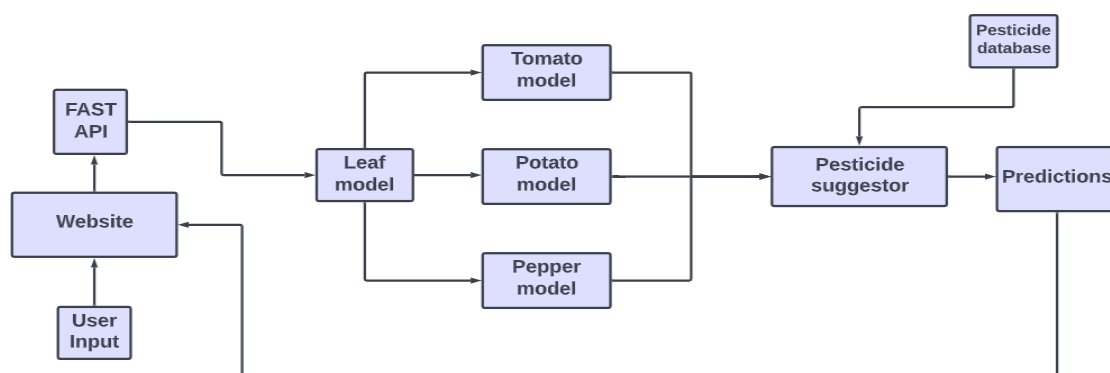 Pesticide
database
Tomato
model
FAST
API
Leaf
model
Potato
model
Pesticide
suggestor
Predictions
Website
Pepper
model
User
Input